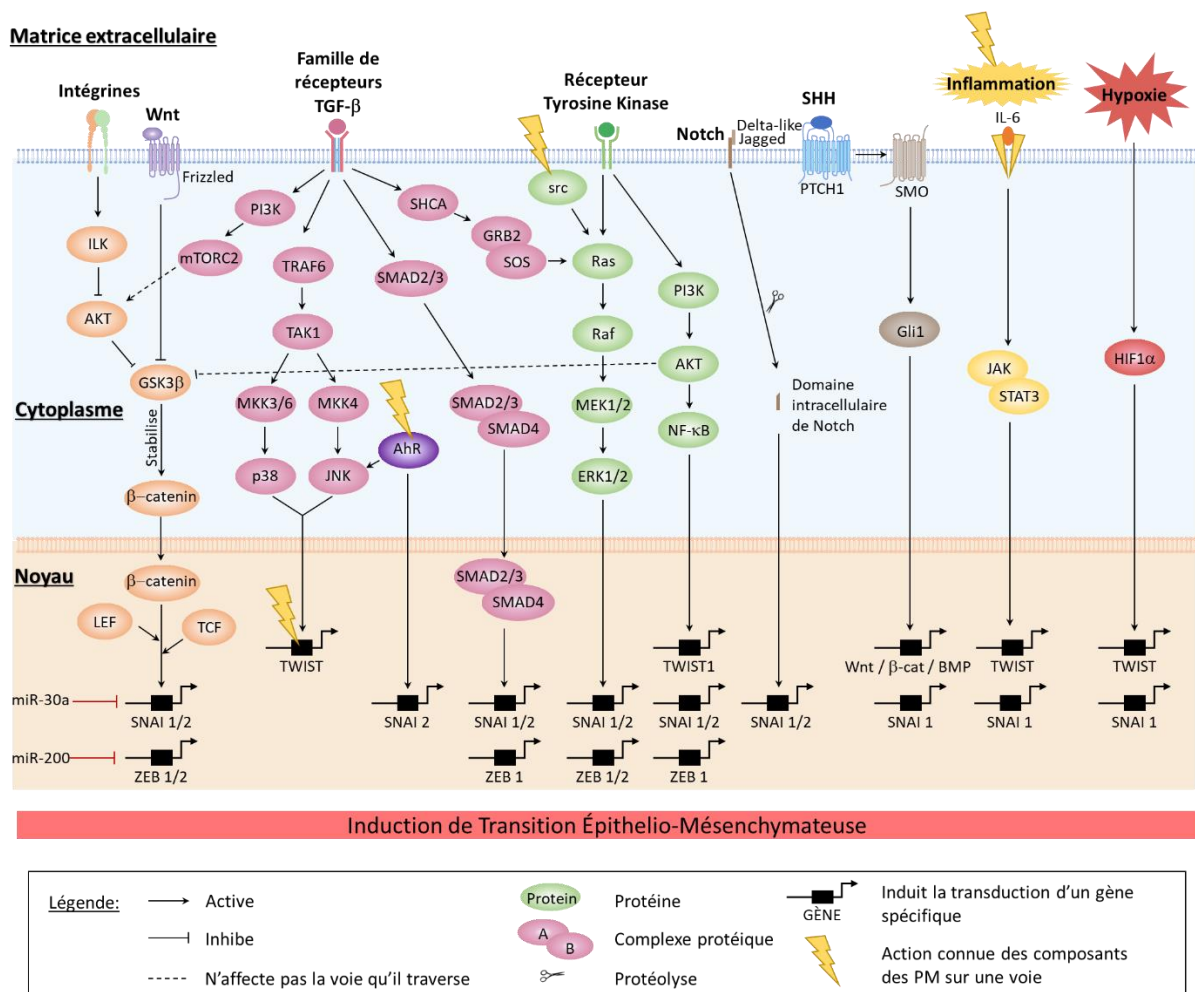 Matrice extracellulaire
Intégrines
Wnt
Frizzled
Famille de
récepteurs
TGF-β
Récepteur
Tyrosine Kinase
Notch
Delta-like
Jagged
SHH
PTCH1
SMO
Inflammation
IL-6
Hypoxie
ILK
AKT
GSK3β
PI3K
mTORC2
TRAF6
TAK1
MKK3/6
MKK4
p38
JNK
AhR
SHCA
GRB2
SOS
SMAD2/3
SMAD2/3
SMAD4
src
Ras
Raf
MEK1/2
ERK1/2
PI3K
AKT
NF-κB
Domaine
intracellulaire
de Notch
Gli1
JAK
STAT3
HIF1α
Cytoplasme
Stabilise
β-catenin
Noyau
β-catenin
LEF
TCF
SMAD2/3
SMAD4
TWIST
TWIST1
Wnt / β-cat / BMP
TWIST
TWIST
miR-30a
SNAI 1/2
SNAI 2
SNAI 1/2
SNAI 1/2
SNAI 1/2
SNAI 1/2
SNAI 1
SNAI 1
SNAI 1
miR-200
ZEB 1/2
ZEB 1
ZEB 1/2
ZEB 1
Induction de Transition Épithelio-Mésenchymateuse
Légende:
Active
Inhibe
N’affecte pas la voie qu’il traverse
Protein
Protéine
A
B
Complexe protéique
Protéolyse
GÈNE
Induit la transduction d’un gène
spécifique
Action connue des composants
des PM sur une voie